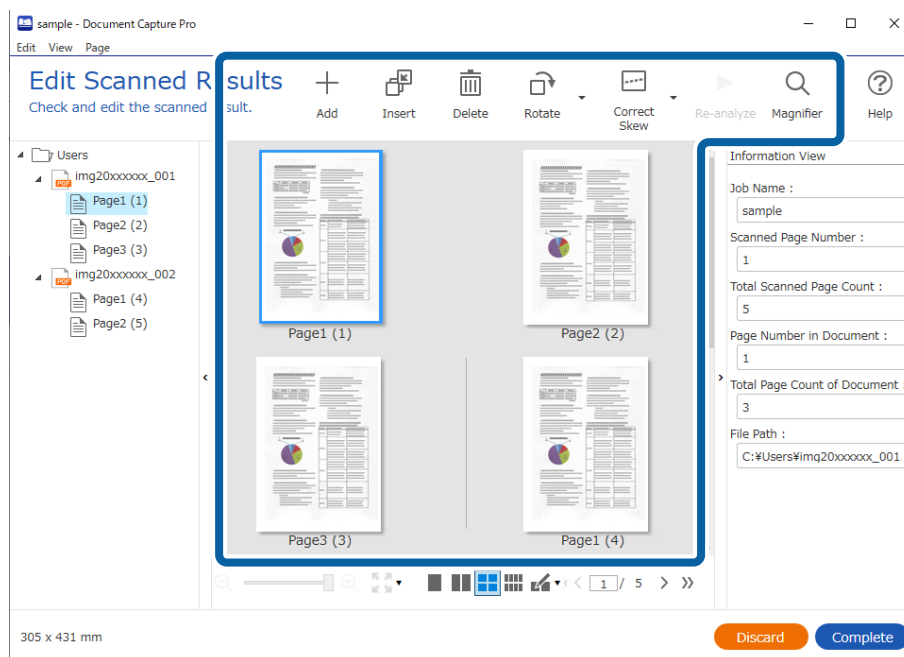 sample - Document Capture Pro
Edit View Page
Edit Scanned Results
Check and edit the scanned result.
Add
Insert
Delete
Rotate
Correct Skew
Re-analyze
Magnifier
Help
Users
img20xxxxxx_001
Page1 (1)
Page2 (2)
Page3 (3)
img20xxxxxx_002
Page1 (4)
Page2 (5)
Page1 (1)
Page2 (2)
Page3 (3)
Page1 (4)
Information View
Job Name :
sample
Scanned Page Number :
1
Total Scanned Page Count :
5
Page Number in Document :
1
Total Page Count of Document :
3
File Path :
C:¥Users¥img20xxxxxx_001
1 / 5
305 x 431 mm
Discard
Complete